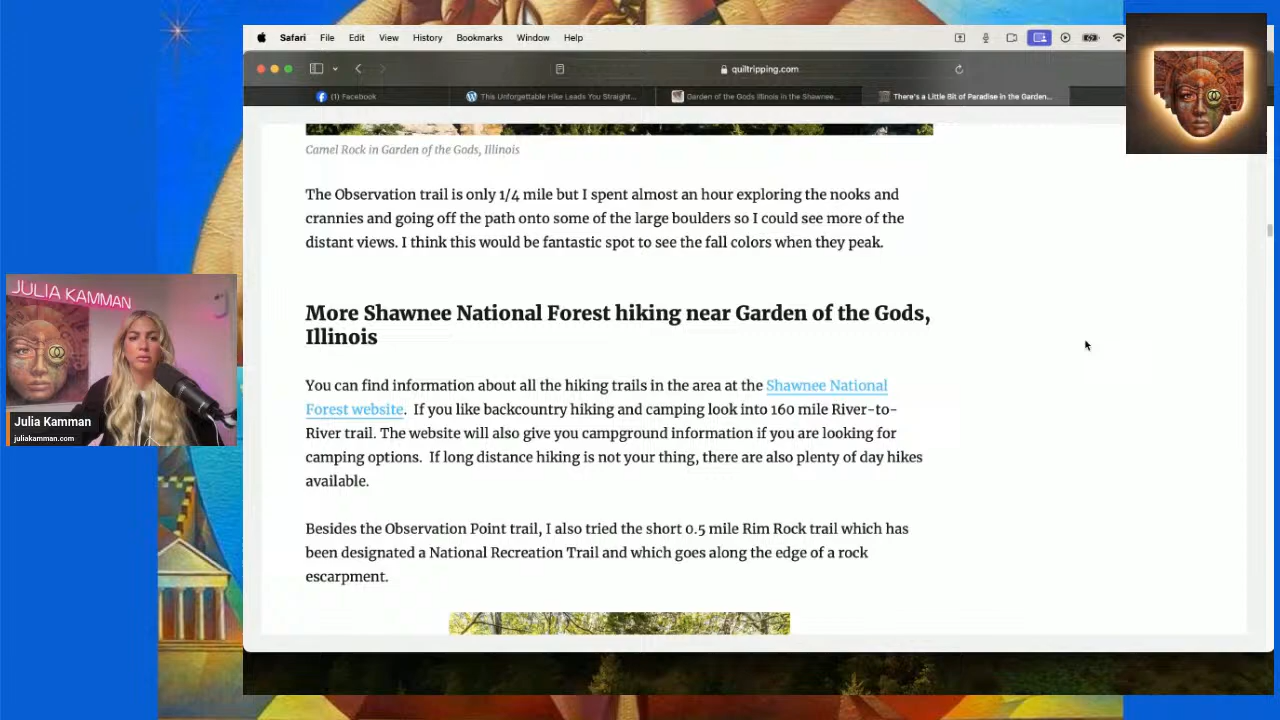 Safari File Edit View History Bookmarks Window Help
quiltripping.com
(1) Facebook
This Unforgettable Hike Leads You Straight...
Garden of the Gods Illinois in the Shawnee...
There's a Little Bit of Paradise in the Garden...
Camel Rock in Garden of the Gods, Illinois
The Observation trail is only 1/4 mile but I spent almost an hour exploring the nooks and
crannies and going off the path onto some of the large boulders so I could see more of the
distant views. I think this would be fantastic spot to see the fall colors when they peak.
More Shawnee National Forest hiking near Garden of the Gods,
Illinois
You can find information about all the hiking trails in the area at the Shawnee National
Forest website. If you like backcountry hiking and camping look into 160 mile River-to-
River trail. The website will also give you campground information if you are looking for
camping options. If long distance hiking is not your thing, there are also plenty of day hikes
available.
Besides the Observation Point trail, I also tried the short 0.5 mile Rim Rock trail which has
been designated a National Recreation Trail and which goes along the edge of a rock
escarpment.
JULIA KAMMAN
Julia Kamman
juliakamman.com